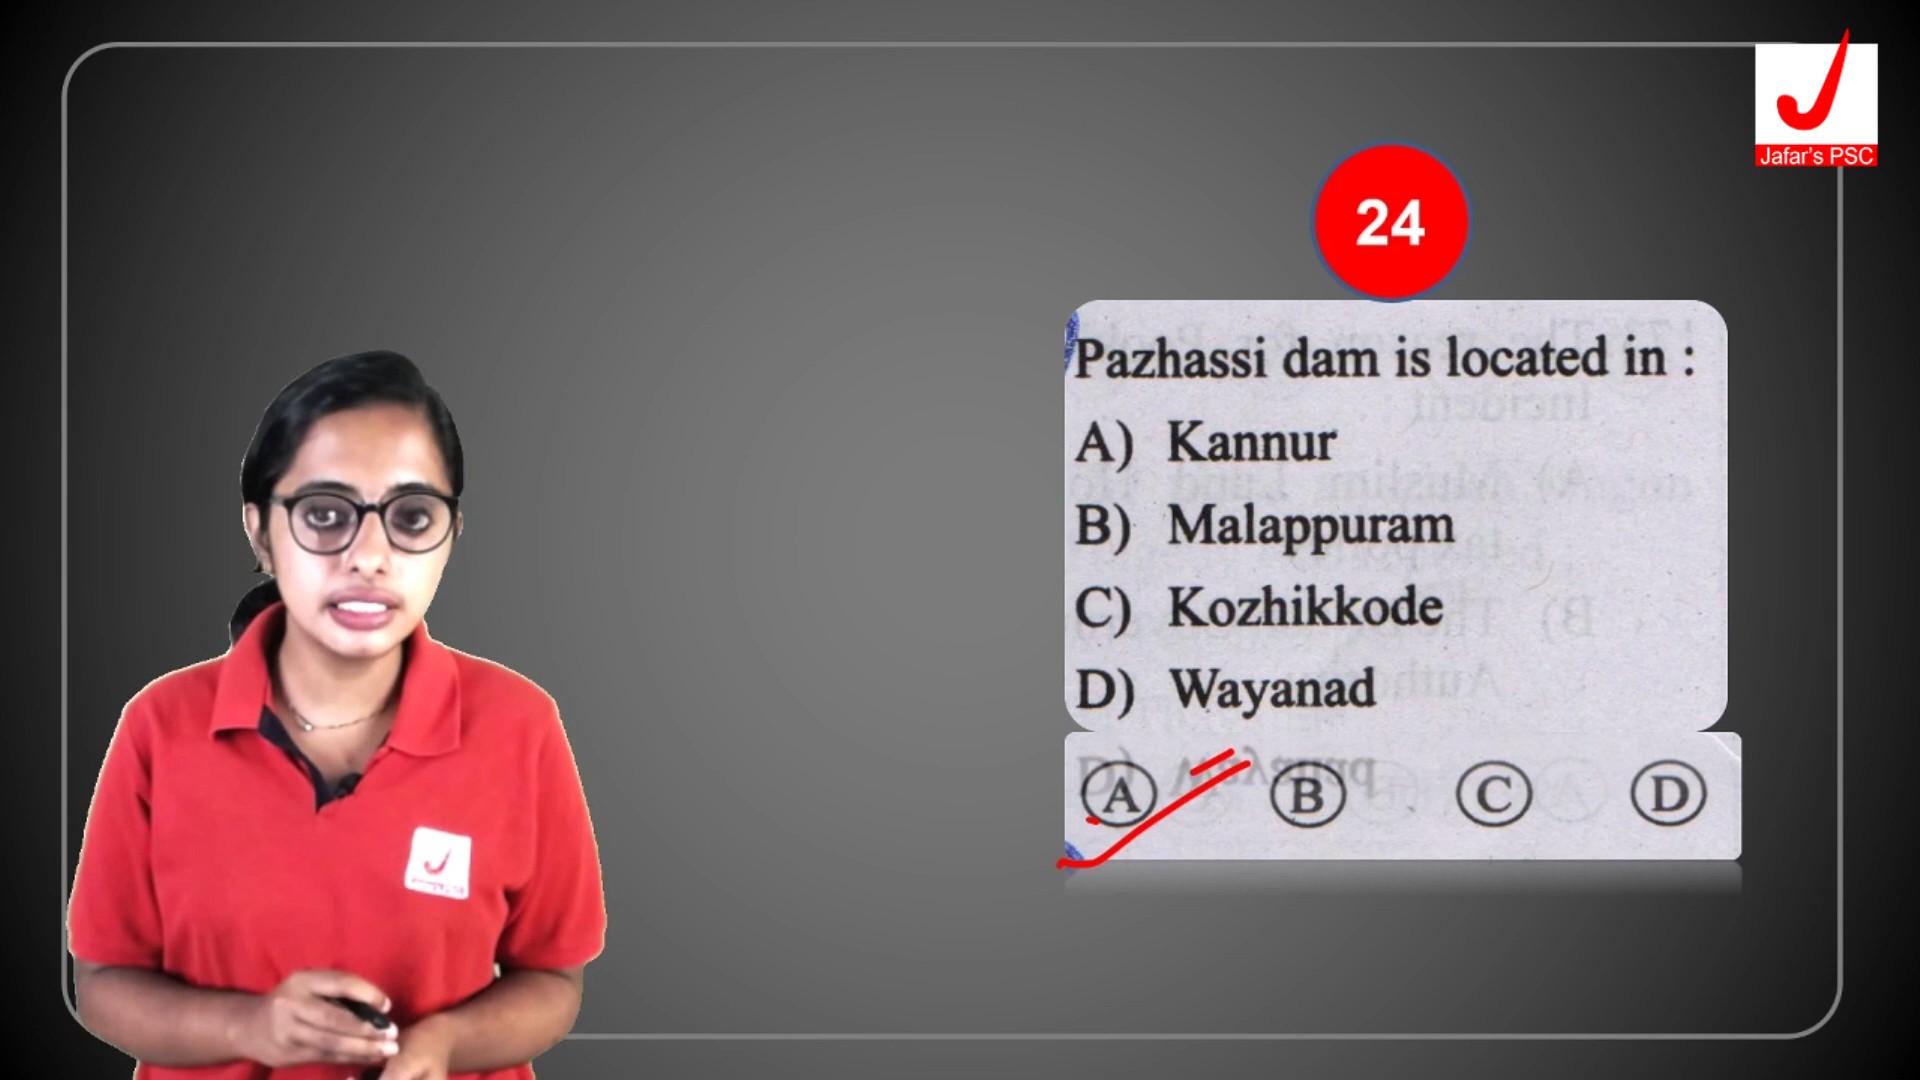 Jafar's PSC
24
Pazhassi dam is located in :
A) Kannur
B) Malappuram
C) Kozhikkode
D) Wayanad
A B C D